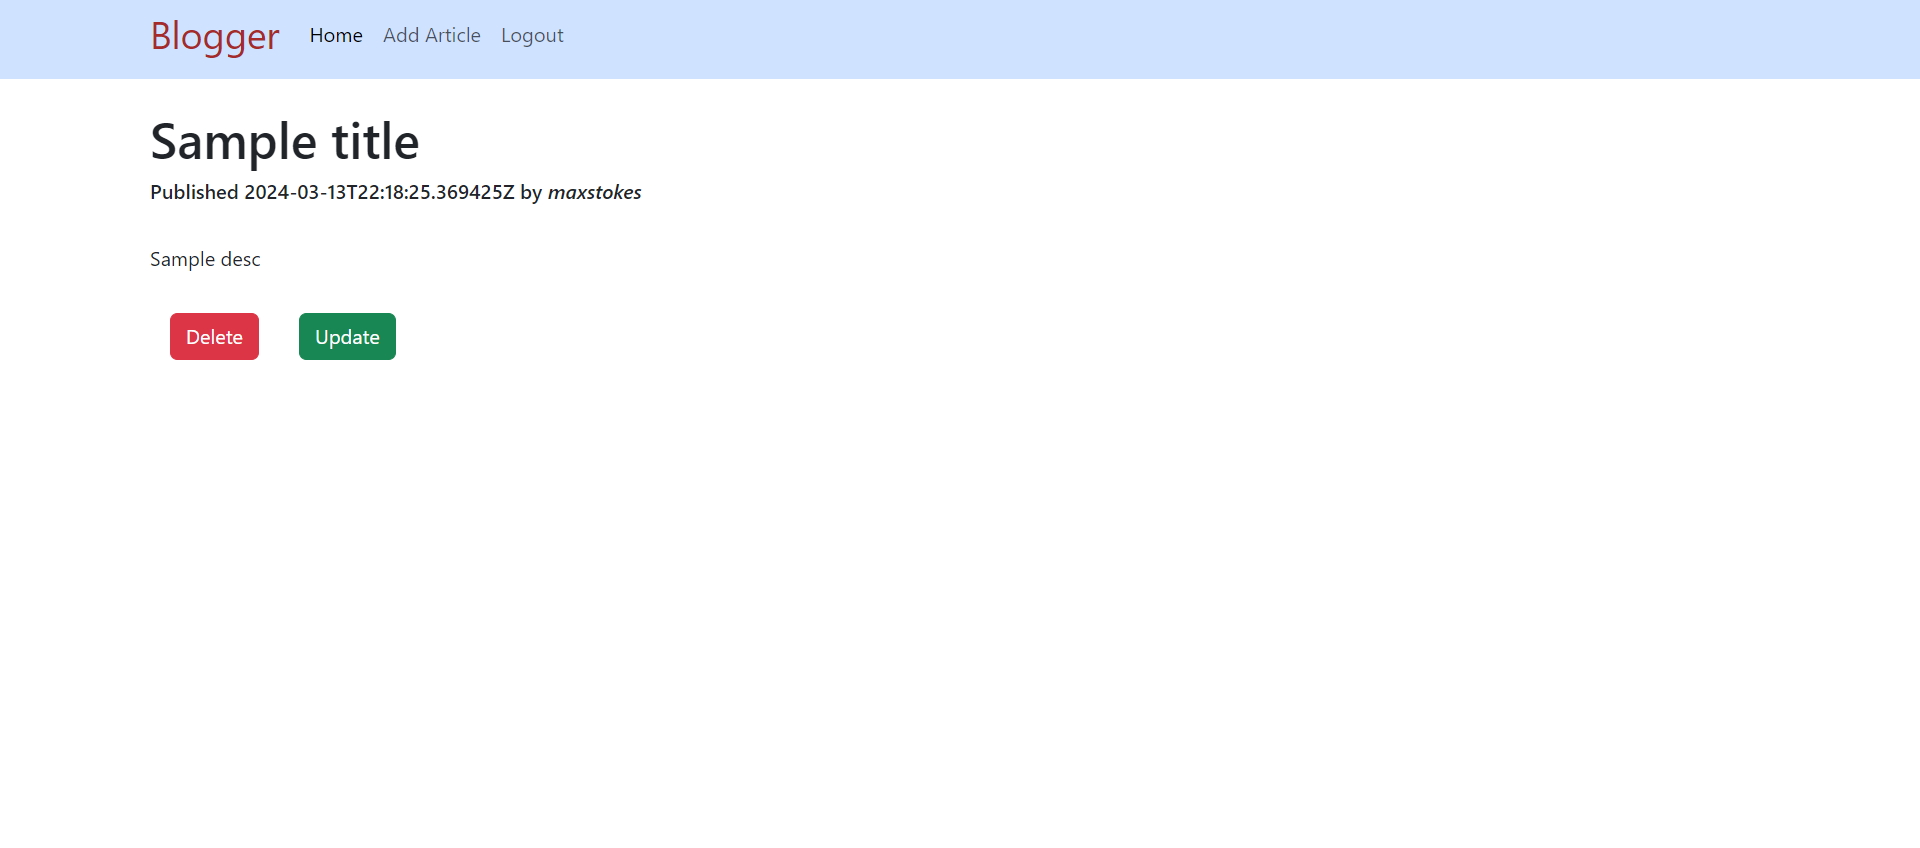 Blogger Home Add Article Logout
Sample title
Published 2024-03-13T22:18:25.369425Z by maxstokes
Sample desc
Delete Update